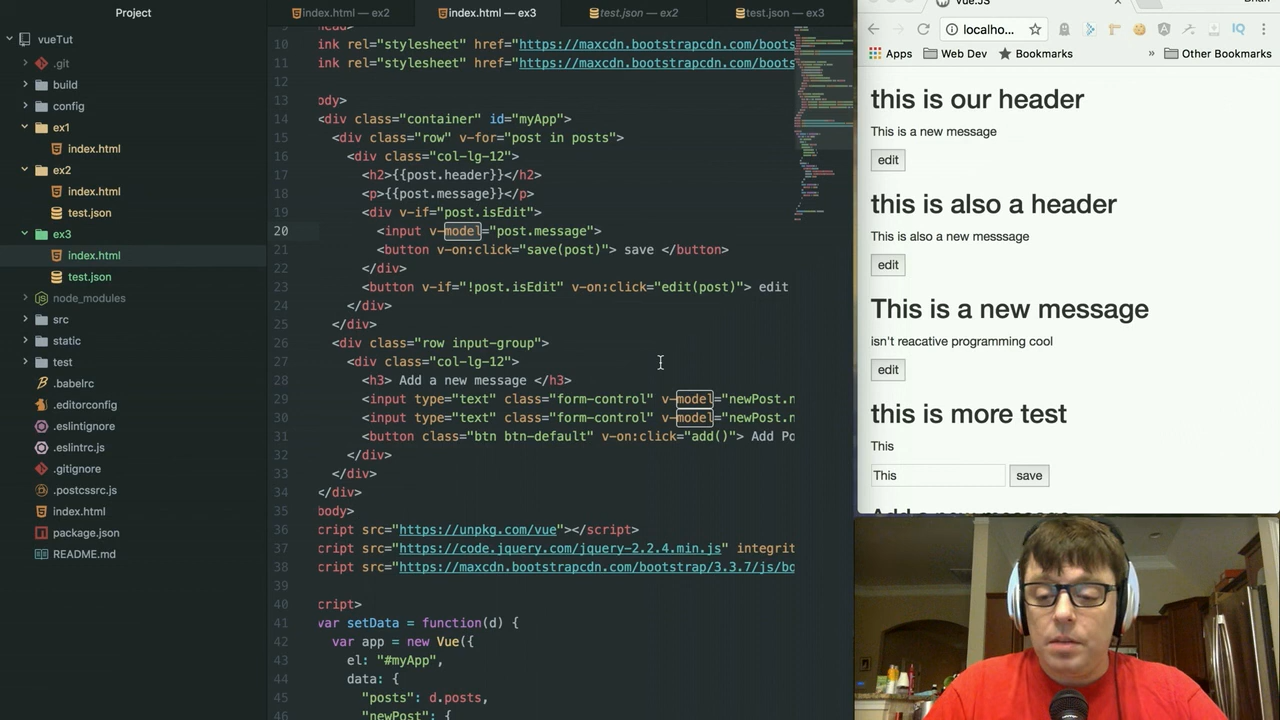 Project
vueTut
.git
build
config
ex1
index.html
ex2
index.html
test.json
ex3
index.html
test.json
node_modules
src
static
test
.babelrc
.editorconfig
.eslintignore
.eslintrc.js
.gitignore
.postcssrc.js
index.html
package.json
README.md
index.html — ex2
index.html — ex3
test.json — ex2
test.json — ex3
10 ink rel="stylesheet" href="https://maxcdn.bootstrapcdn.com/boots
11 ink rel="stylesheet" href="https://maxcdn.bootstrapcdn.com/boots
12
13 ody>
14 <div class="container" id="myApp">
15 <div class="row" v-for="post in posts">
16 <div class="col-lg-12">
17 <h2>{{post.header}}</h2>
18 <p>{{post.message}}</p>
19 <div v-if="post.isEdit">
20 <input v-model="post.message">
21 <button v-on:click="save(post)"> save </button>
22 </div>
23 <button v-if="!post.isEdit" v-on:click="edit(post)"> edit
24 </div>
25 </div>
26 <div class="row input-group">
27 <div class="col-lg-12">
28 <h3> Add a new message </h3>
29 <input type="text" class="form-control" v-model="newPost.
30 <input type="text" class="form-control" v-model="newPost.
31 <button class="btn btn-default" v-on:click="add()"> Add Po
32 </div>
33 </div>
34 </div>
35 body>
36 cript src="https://unpkg.com/vue"></script>
37 cript src="https://code.jquery.com/jquery-2.2.4.min.js" integrit
38 cript src="https://maxcdn.bootstrapcdn.com/bootstrap/3.3.7/js/bo
39
40 cript>
41 var setData = function(d) {
42 var app = new Vue({
43 el: "#myApp",
44 data: {
45 "posts": d.posts,
46 "newPost": {
Vue.JS
localho...
Apps
Web Dev
Bookmarks
»
Other Bookmarks
this is our header
This is a new message
edit
this is also a header
This is also a new messsage
edit
This is a new message
isn't reacative programming cool
edit
this is more test
This
This
save
Add a new message